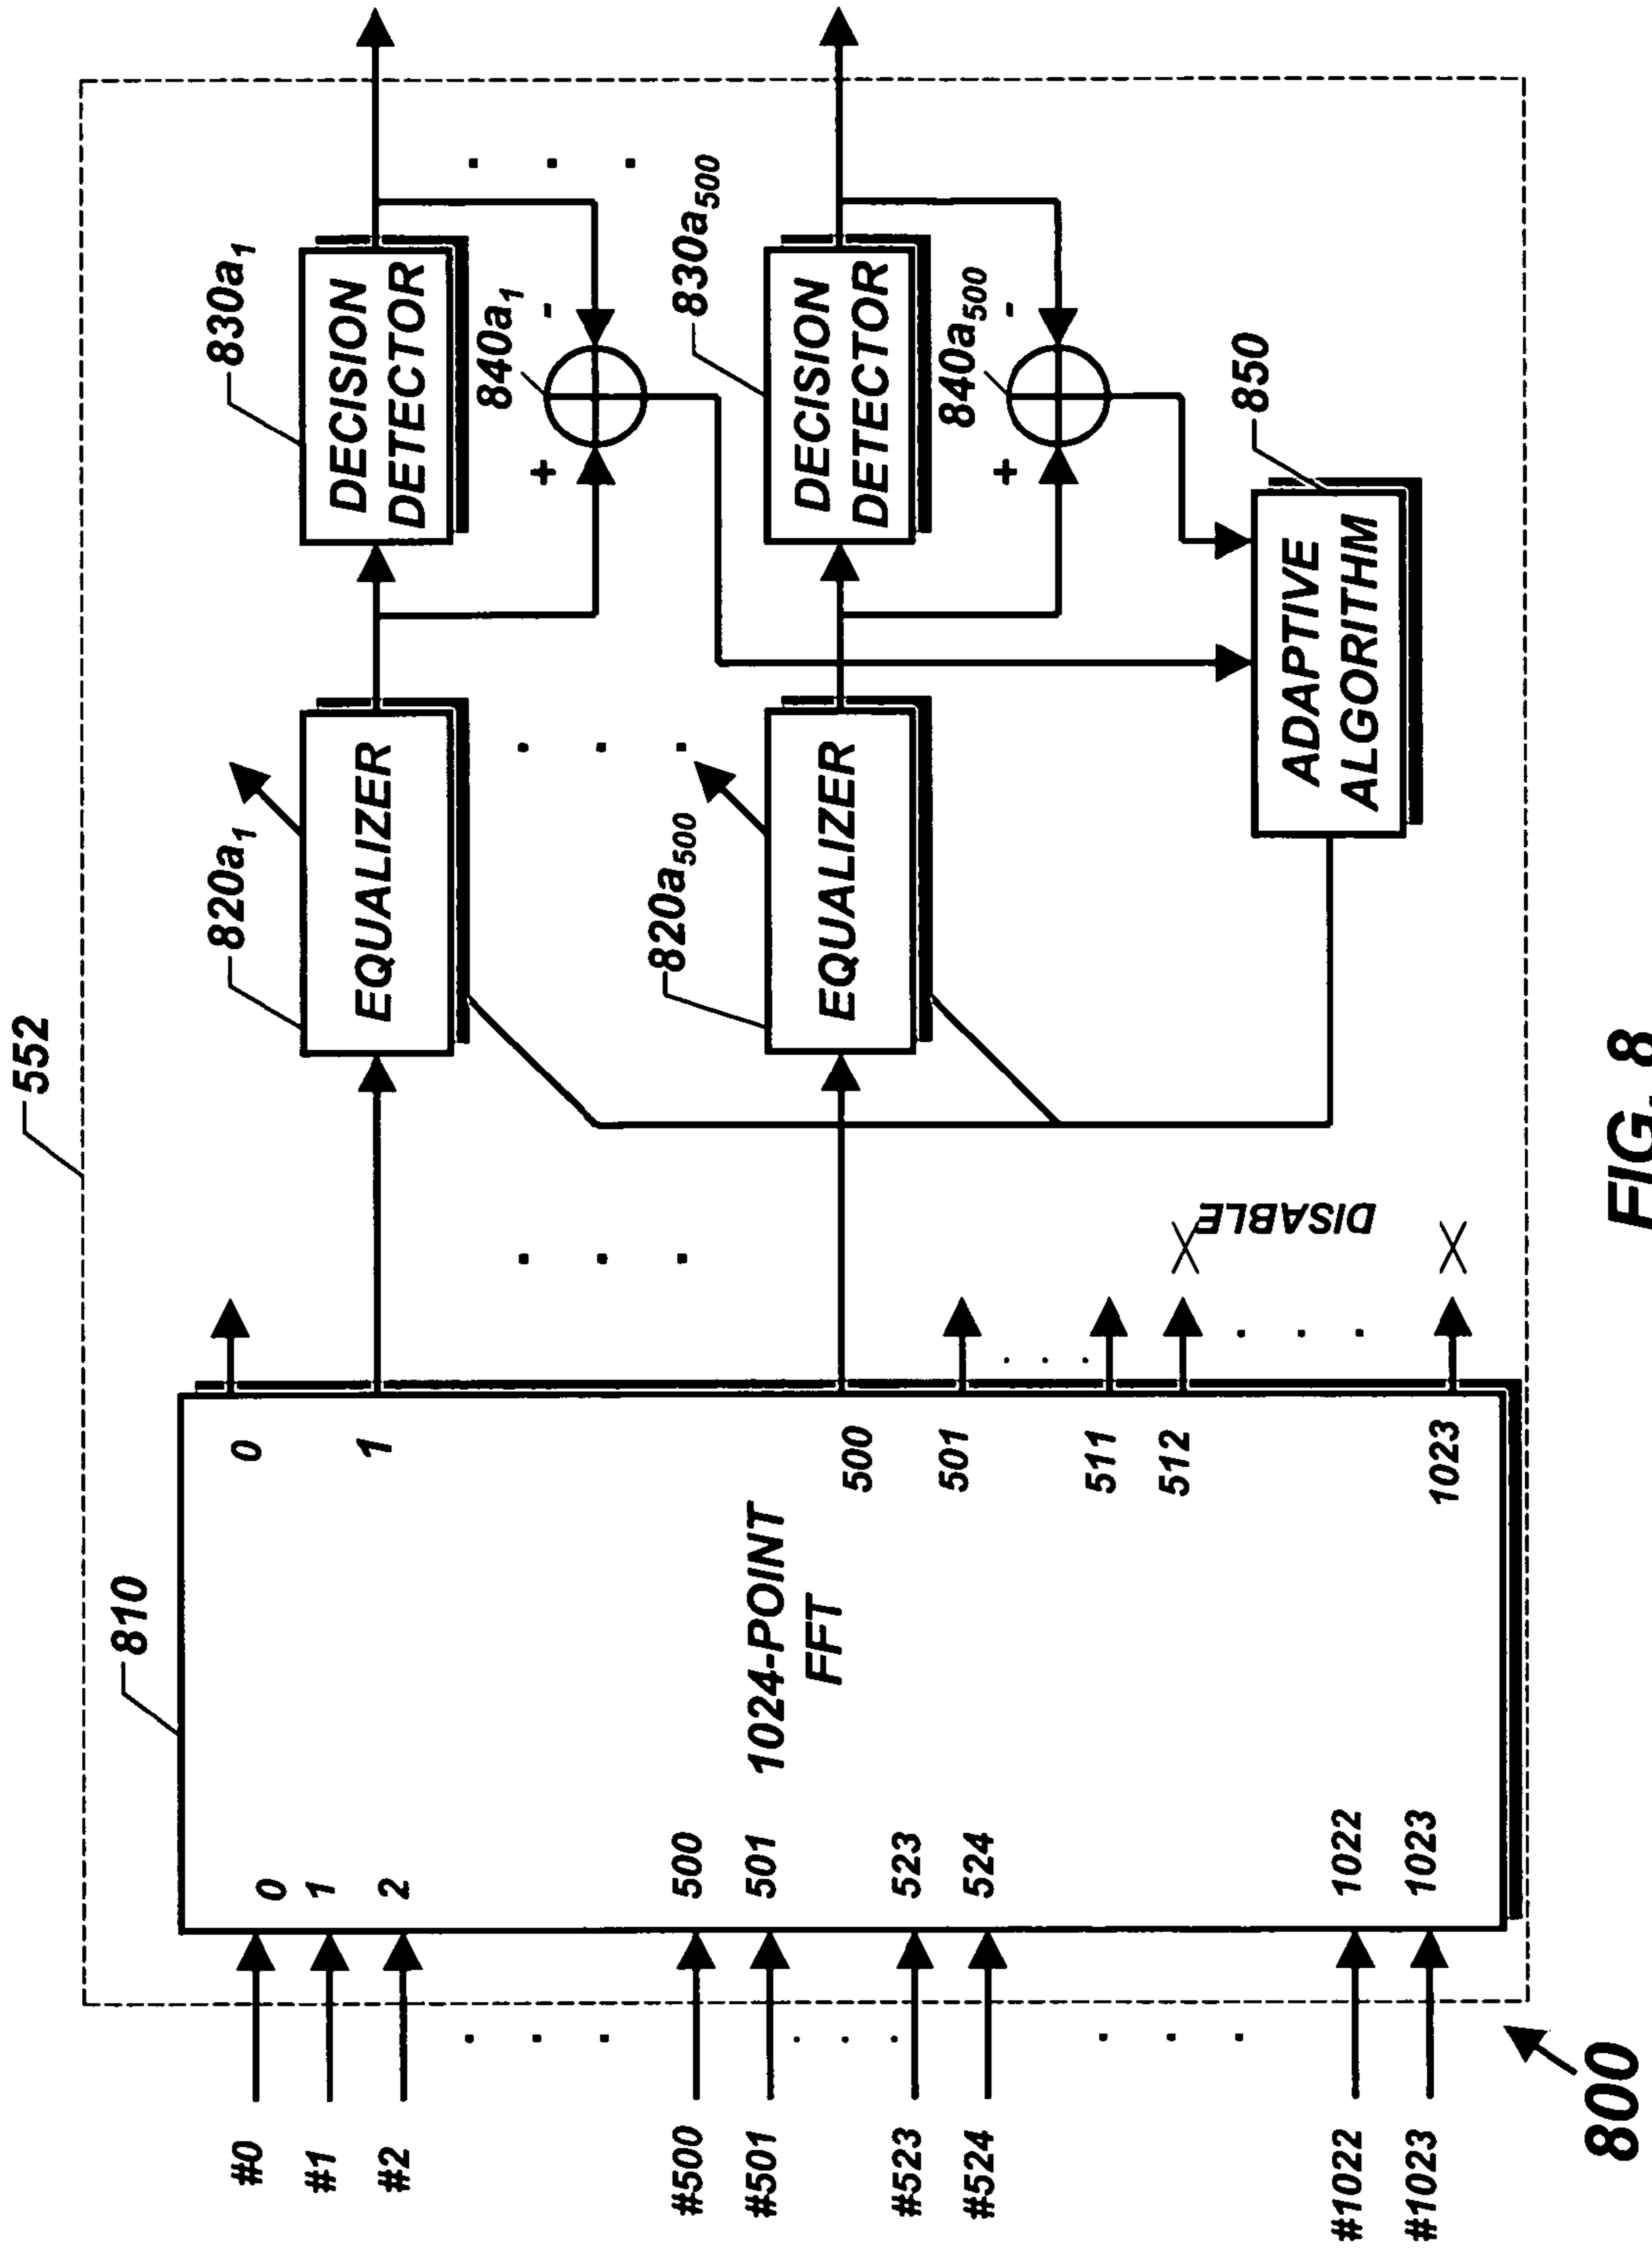 552
810
820a1
830a1
EQUALIZER
DECISION
DETECTOR
840a1
+
-
820a500
830a500
EQUALIZER
DECISION
DETECTOR
840a500
+
-
850
ADAPTIVE
ALGORITHM
#0
#1
#2
#500
#501
#523
#524
#1022
#1023
0
1
2
500
501
523
524
1022
1023
1024-POINT
FFT
0
1
500
501
511
512
1023
DISABLE
800
FIG. 8